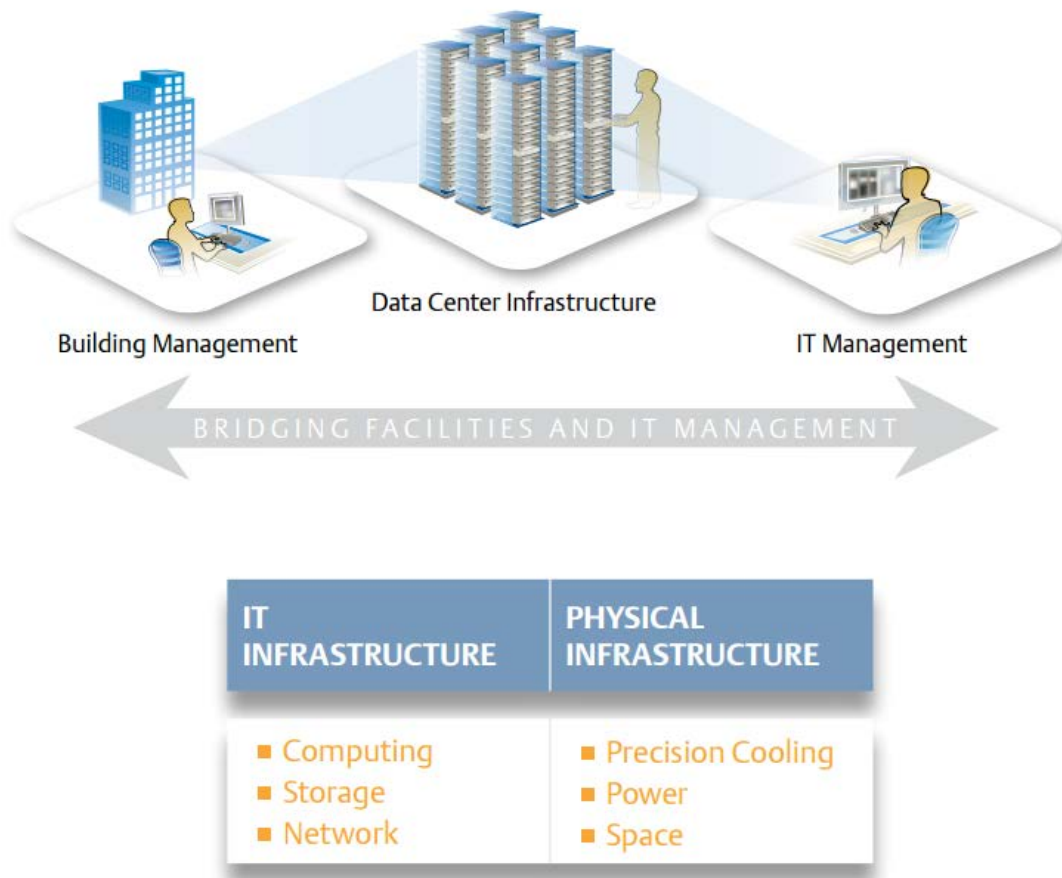 Data Center Infrastructure
Building Management
IT Management
BRIDGING FACILITIES AND IT MANAGEMENT
IT
INFRASTRUCTURE
PHYSICAL
INFRASTRUCTURE
Computing
Storage
Network
Precision Cooling
Power
Space